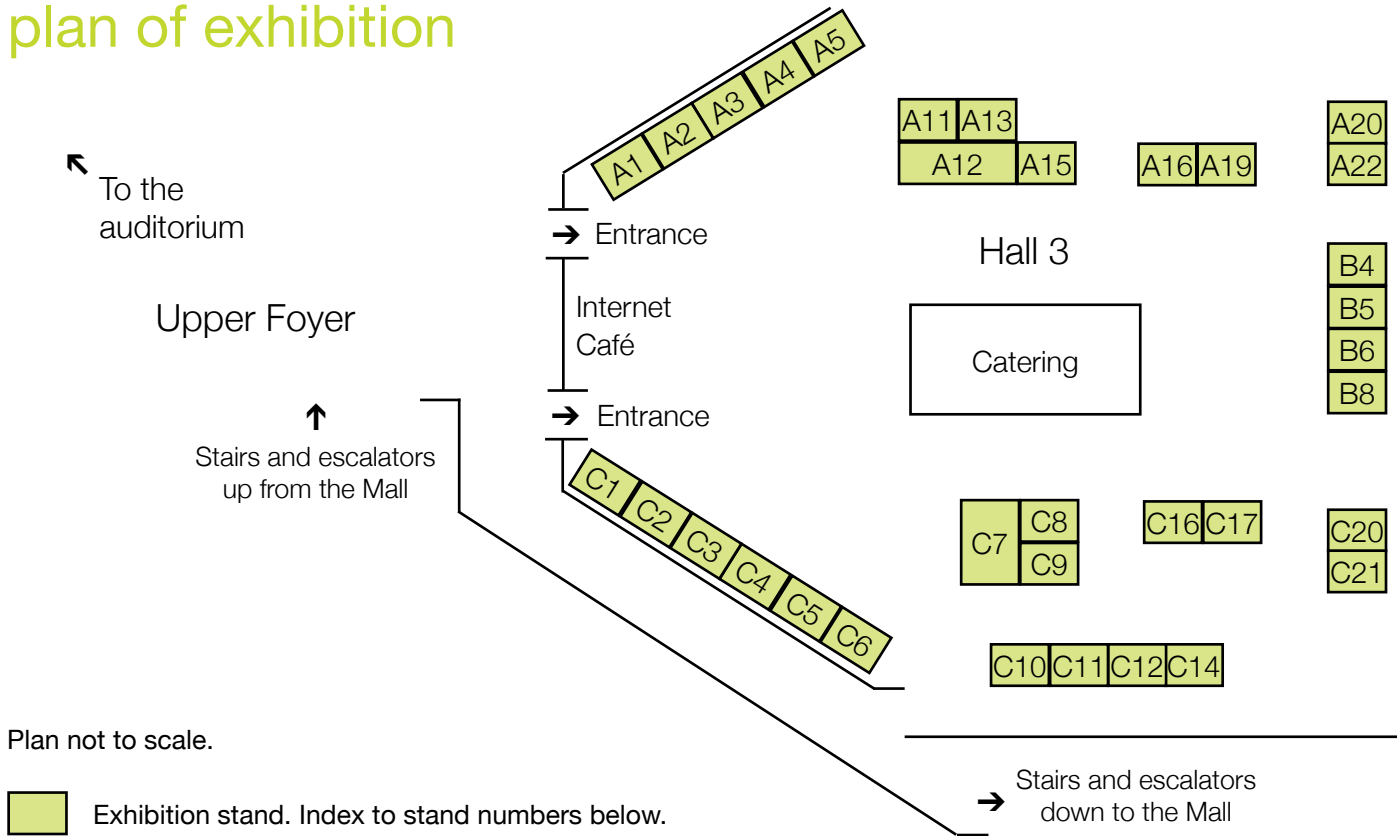 plan of exhibition
A1
A2
A3
A4
A5
A11
A13
A12
A15
A16
A19
A20
A22
To the
auditorium
Entrance
Hall 3
Internet
Café
Upper Foyer
Catering
B4
B5
B6
B8
Entrance
Stairs and escalators
up from the Mall
C1
C2
C3
C4
C5
C6
C7
C8
C9
C16
C17
C20
C21
C10
C11
C12
C14
Plan not to scale.
Stairs and escalators
down to the Mall
Exhibition stand. Index to stand numbers below.